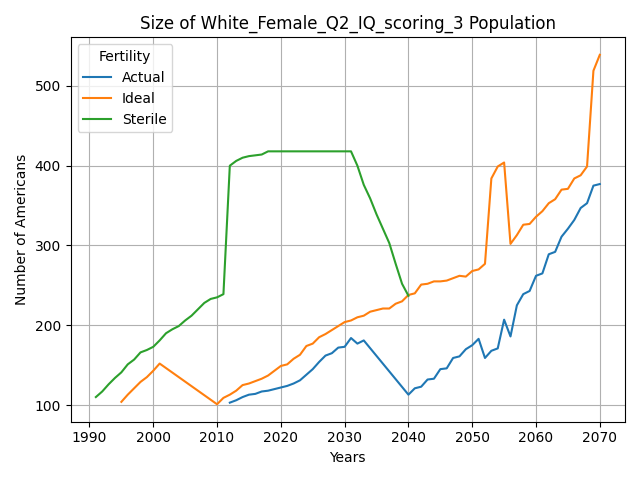 Size of White_Female_Q2_IQ_scoring_3 Population
Fertility
Actual
Ideal
Sterile
Number of Americans
500
400
300
200
100
1990 2000 2010 2020 2030 2040 2050 2060 2070
Years